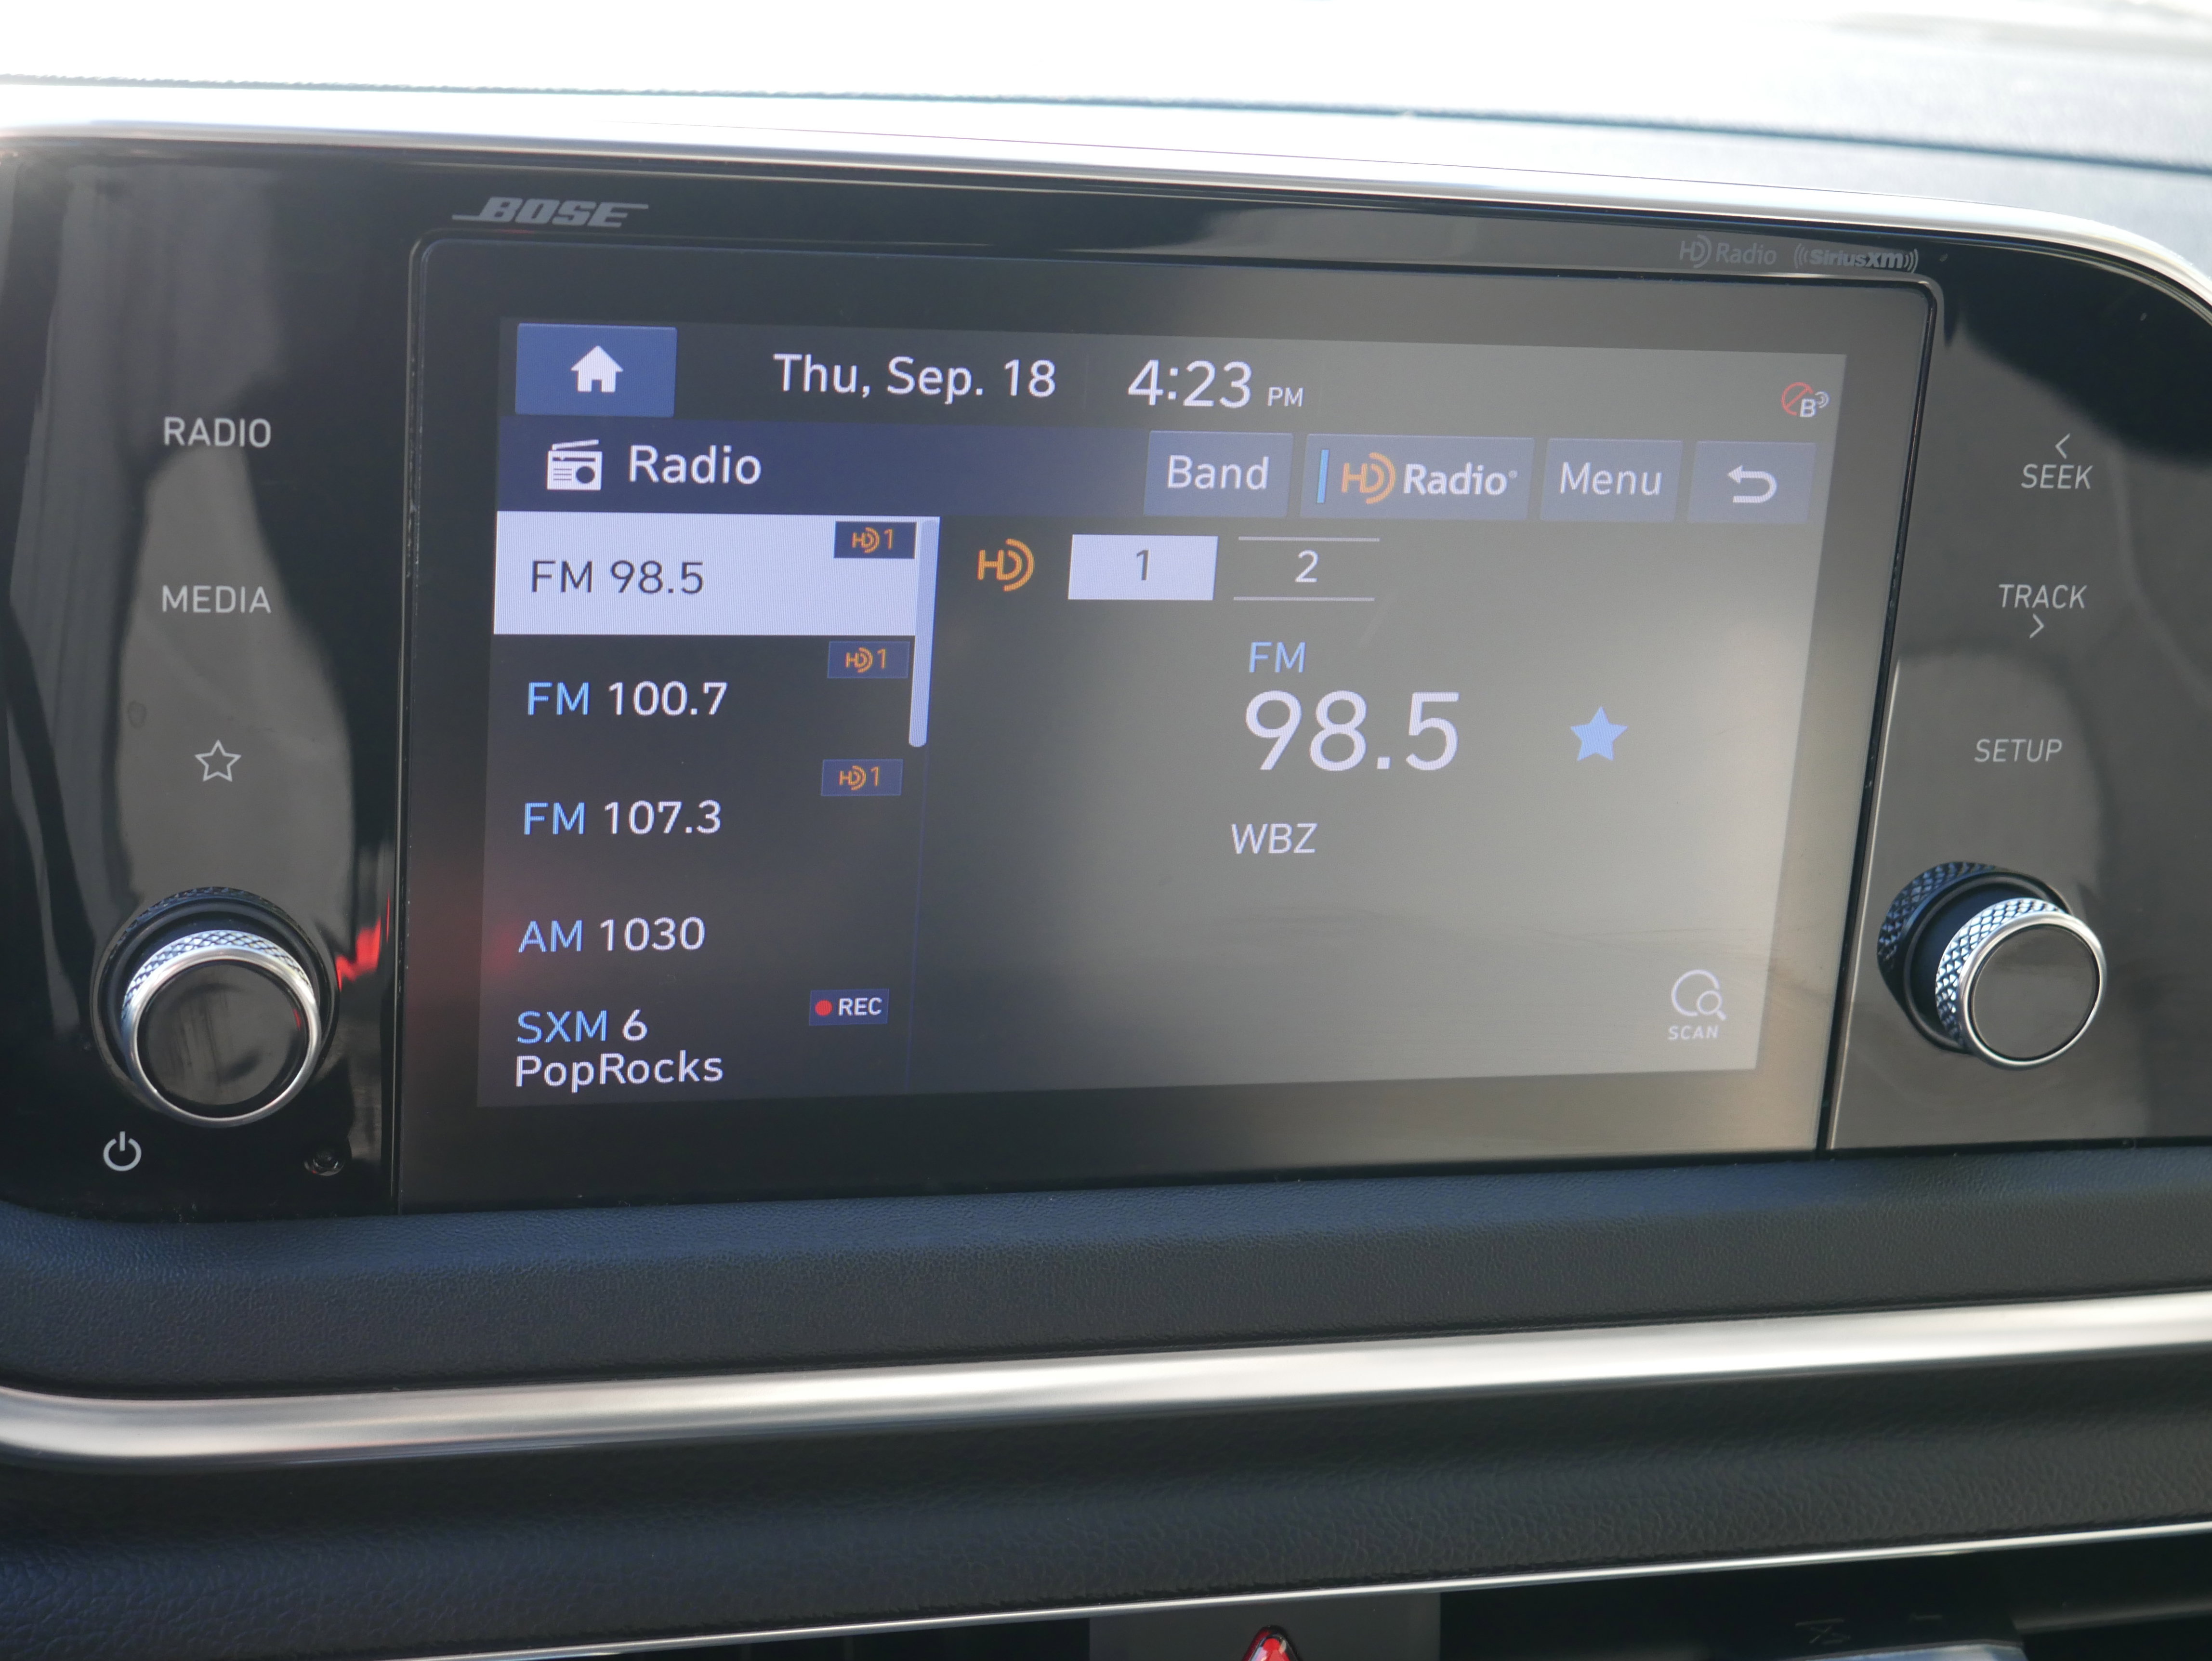 BOSE
HD Radio SiriusXM
Thu, Sep. 18 4:23 PM
B
Radio Band HD Radio® Menu
RADIO
MEDIA
FM 98.5 HD 1
FM 100.7 HD 1
FM 107.3 HD 1
AM 1030
SXM 6 REC
PopRocks
HD 1 2
FM
98.5
WBZ
SCAN
SEEK
TRACK
SETUP